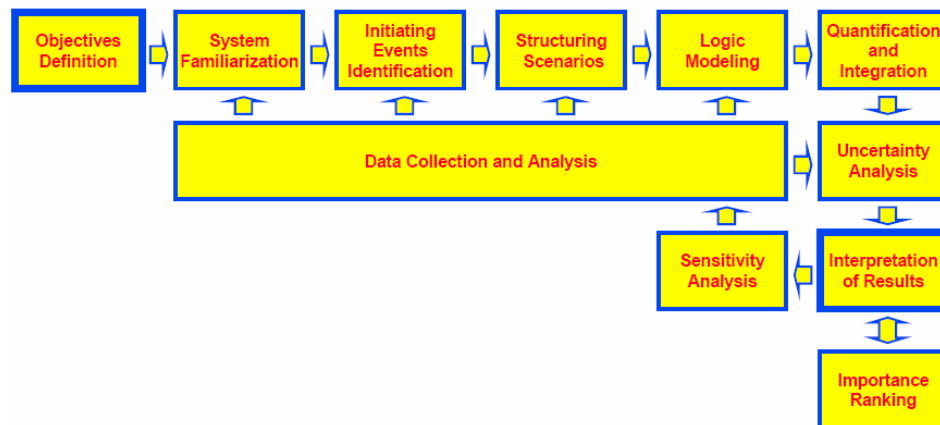 Objectives
Definition
System
Familiarization
Initiating
Events
Identification
Structuring
Scenarios
Logic
Modeling
Quantification
and
Integration
Data Collection and Analysis
Uncertainty
Analysis
Sensitivity
Analysis
Interpretation
of Results
Importance
Ranking